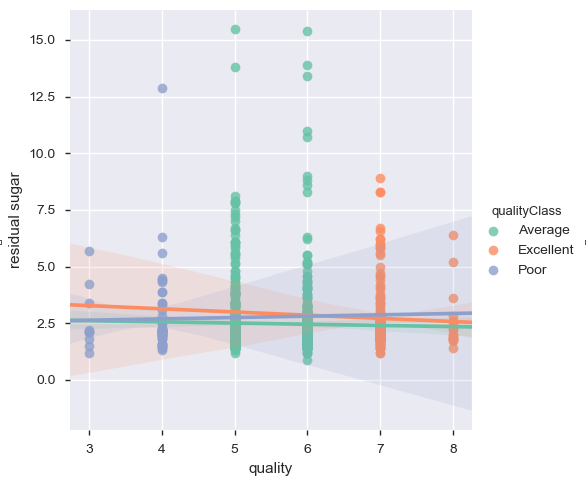 15.0
12.5
10.0
7.5
5.0
2.5
0.0
residual sugar
3 4 5 6 7 8
quality
qualityClass
Average
Excellent
Poor